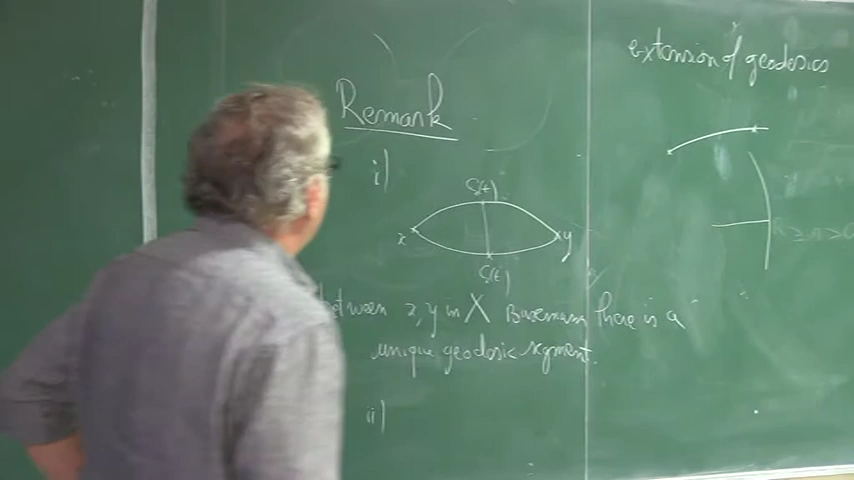 Remark
i)
x
y
between x, y in X Busemann there is a
unique geodesic segment.
ii)
extension of geodesics